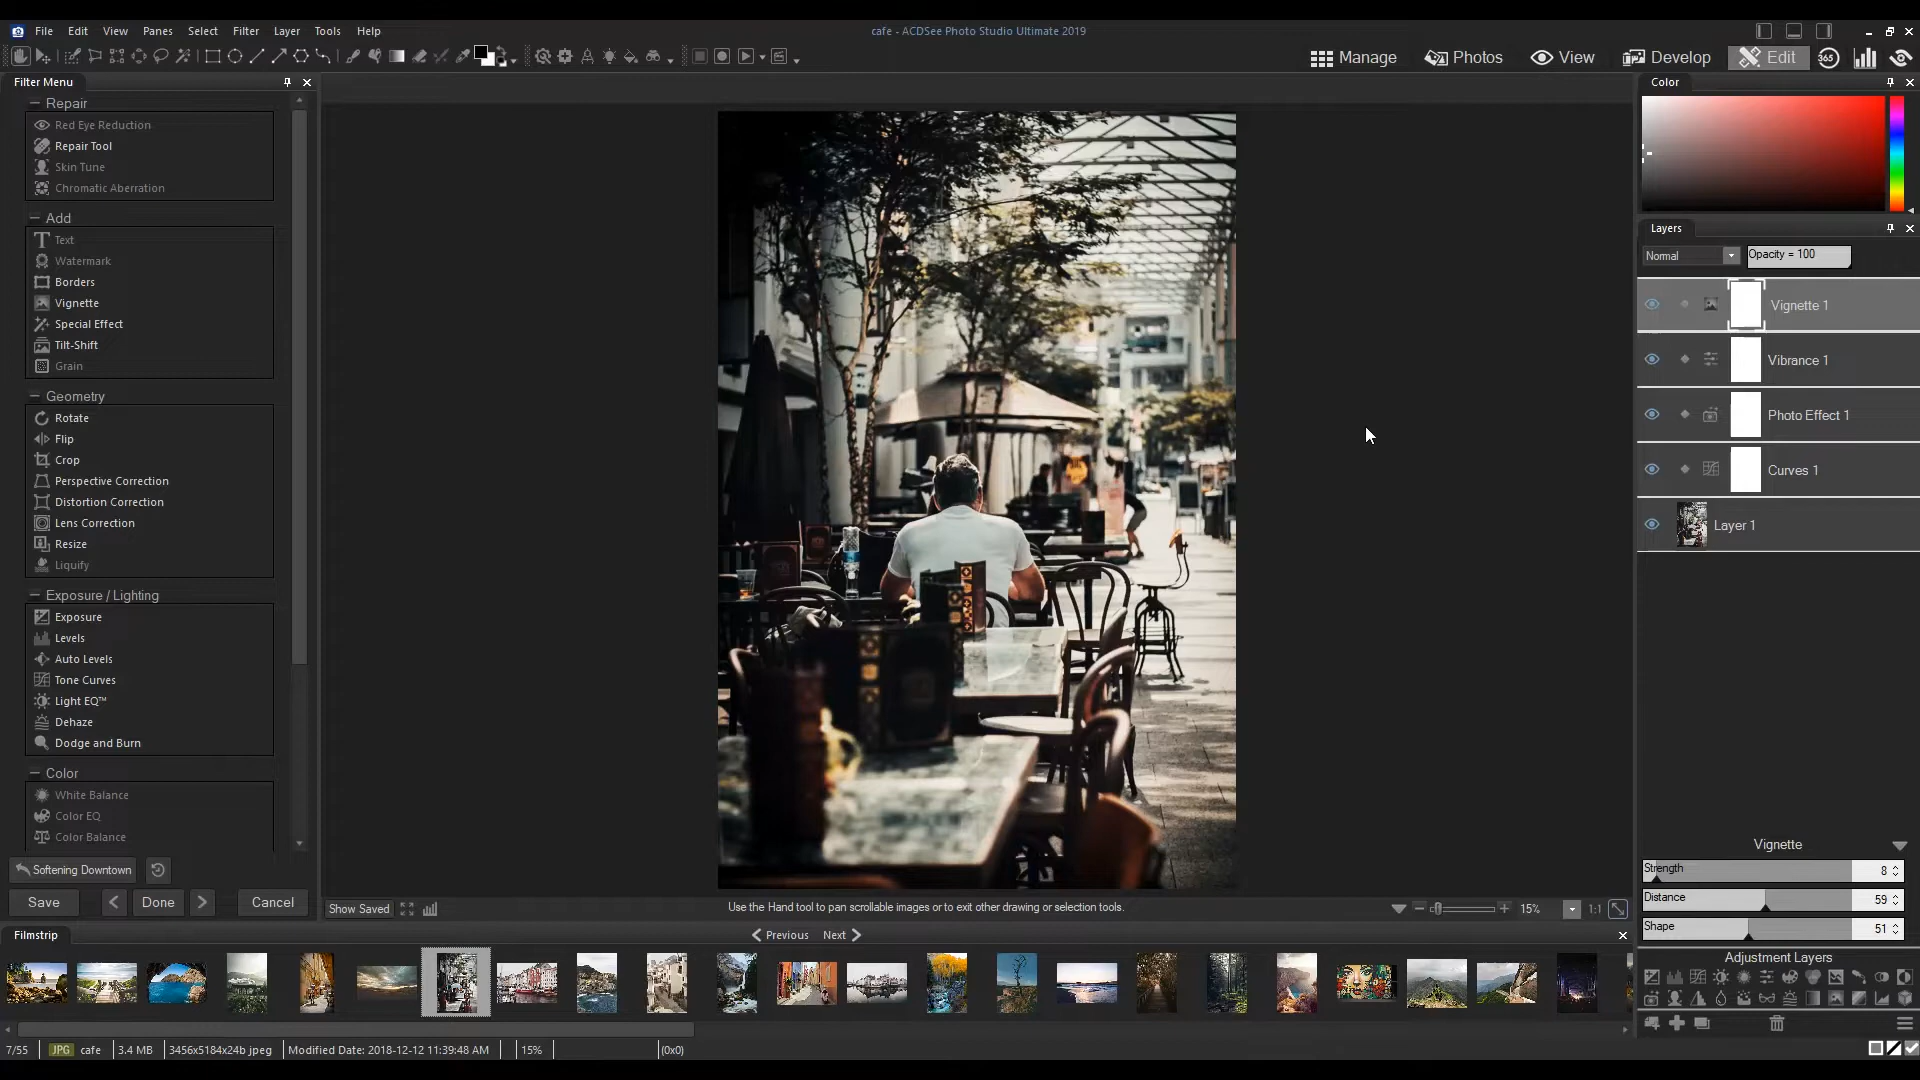 File Edit View Panes Select Filter Layer Tools Help
cafe - ACDSee Photo Studio Ultimate 2019
Manage Photos View Develop Edit 365
Filter Menu
Repair
Red Eye Reduction
Repair Tool
Skin Tune
Chromatic Aberration
Add
Text
Watermark
Borders
Vignette
Special Effect
Tilt-Shift
Grain
Geometry
Rotate
Flip
Crop
Perspective Correction
Distortion Correction
Lens Correction
Resize
Liquify
Exposure / Lighting
Exposure
Levels
Auto Levels
Tone Curves
Light EQ™
Dehaze
Dodge and Burn
Color
White Balance
Color EQ
Color Balance
Softening Downtown
Save Done Cancel
Show Saved
Use the Hand tool to pan scrollable images or to exit other drawing or selection tools.
15% 1:1
Color
Layers
Normal Opacity = 100
Vignette 1
Vibrance 1
Photo Effect 1
Curves 1
Layer 1
Vignette
Strength 8
Distance 59
Shape 51
Adjustment Layers
Filmstrip Previous Next
7/55 JPG cafe 3.4 MB 3456x5184x24b jpeg Modified Date: 2018-12-12 11:39:48 AM 15% (0x0)